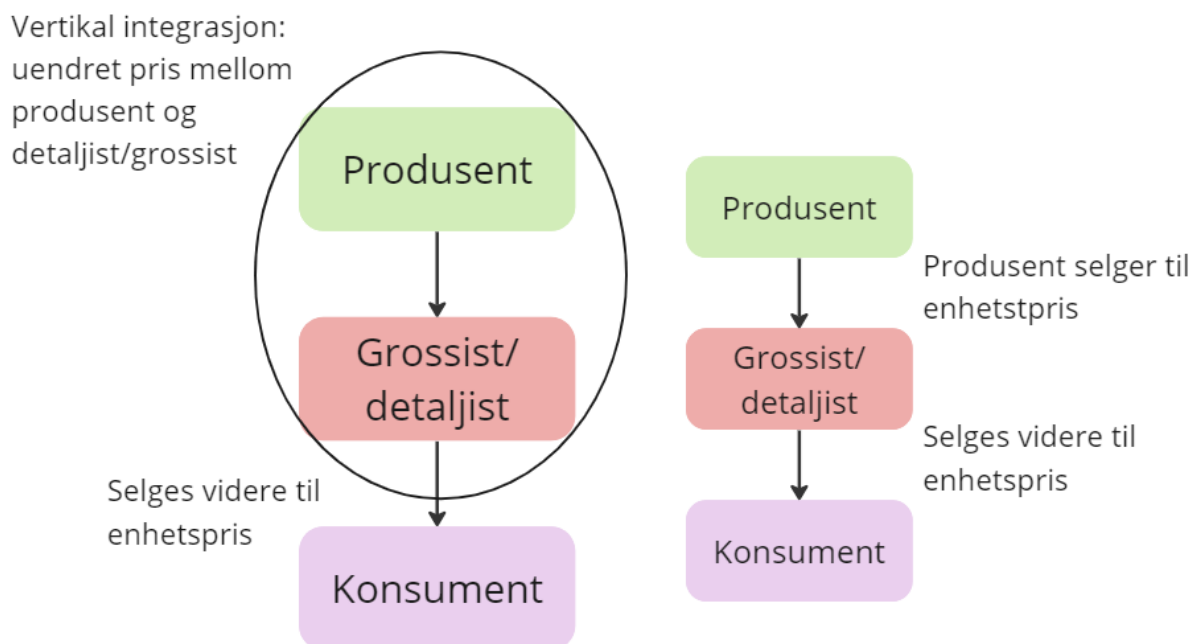 Vertikal integrasjon:
uendret pris mellom
produsent og
detaljist/grossist
Produsent
Grossist/
detaljist
Selges videre til
enhetspris
Konsument
Produsent
Produsent selger til
enhetstpris
Grossist/
detaljist
Selges videre til
enhetspris
Konsument